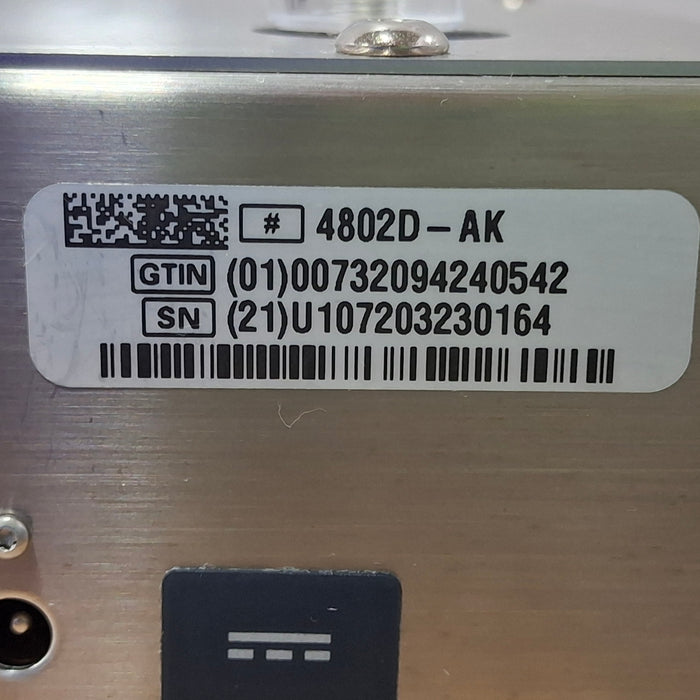 # 4802D-AK
GTIN (01)00732094240542
SN (21)U107203230164